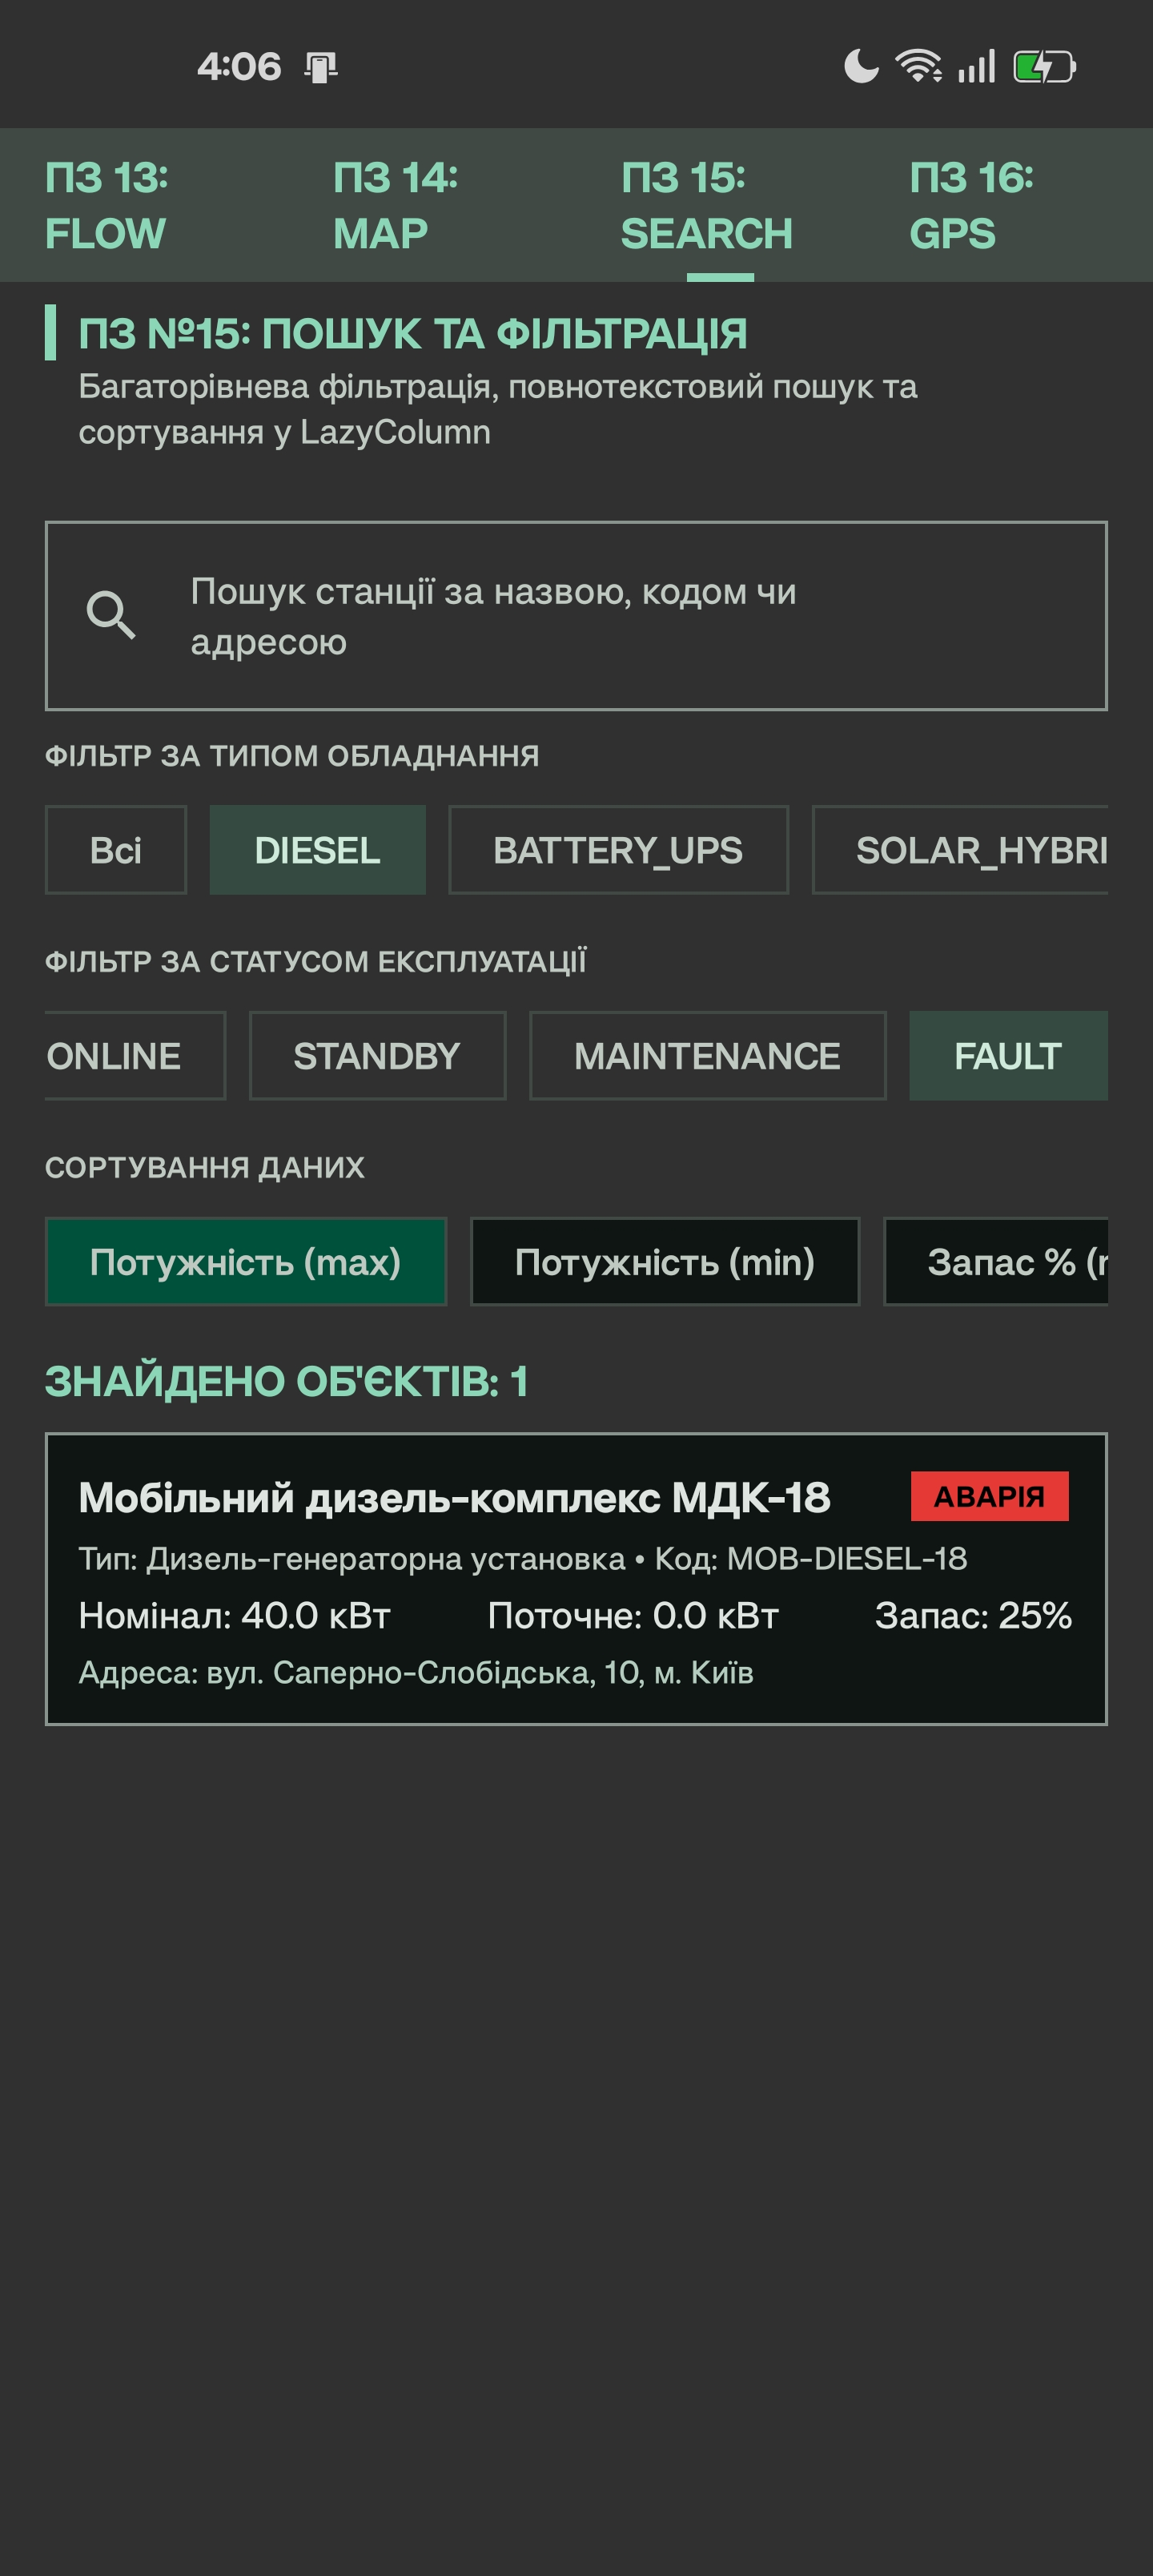 4:06
ПЗ 13:
FLOW
ПЗ 14:
MAP
ПЗ 15:
SEARCH
ПЗ 16:
GPS
ПЗ №15: ПОШУК ТА ФІЛЬТРАЦІЯ
Багаторівнева фільтрація, повнотекстовий пошук та
сортування у LazyColumn
Пошук станції за назвою, кодом чи
адресою
ФІЛЬТР ЗА ТИПОМ ОБЛАДНАННЯ
Всі DIESEL BATTERY_UPS SOLAR_HYBRI
ФІЛЬТР ЗА СТАТУСОМ ЕКСПЛУАТАЦІЇ
ONLINE STANDBY MAINTENANCE FAULT
СОРТУВАННЯ ДАНИХ
Потужність (max) Потужність (min) Запас % (
ЗНАЙДЕНО ОБ'ЄКТІВ: 1
Мобільний дизель-комплекс МДК-18 АВАРІЯ
Тип: Дизель-генераторна установка • Код: MOB-DIESEL-18
Номінал: 40.0 кВт Поточне: 0.0 кВт Запас: 25%
Адреса: вул. Саперно-Слобідська, 10, м. Київ